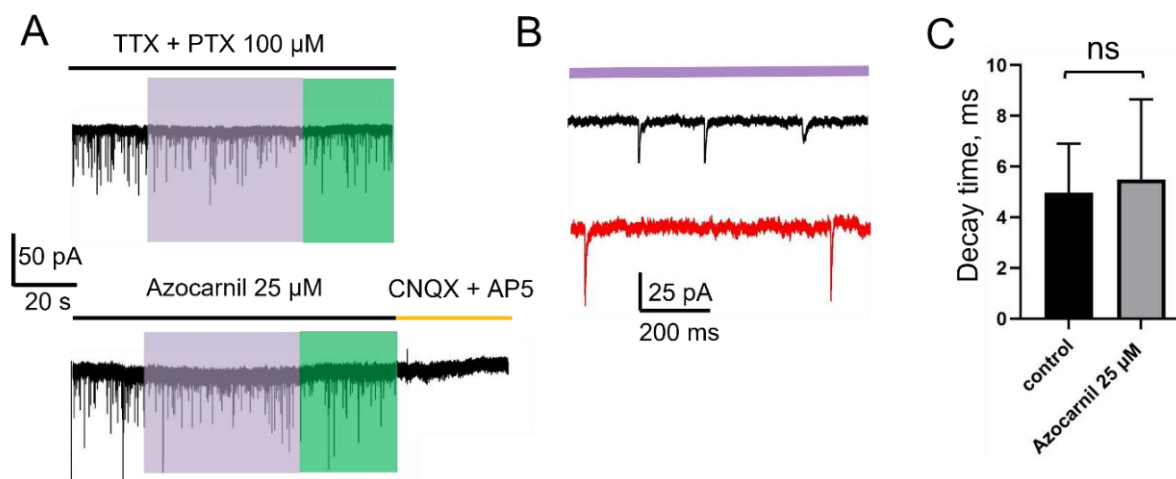 A
TTX + PTX 100 µM
50 pA
20 s
Azocarnil 25 µM
CNQX + AP5
B
25 pA
200 ms
C
ns
Decay time, ms
10
8
6
4
2
0
control
Azocarnil 25 µM